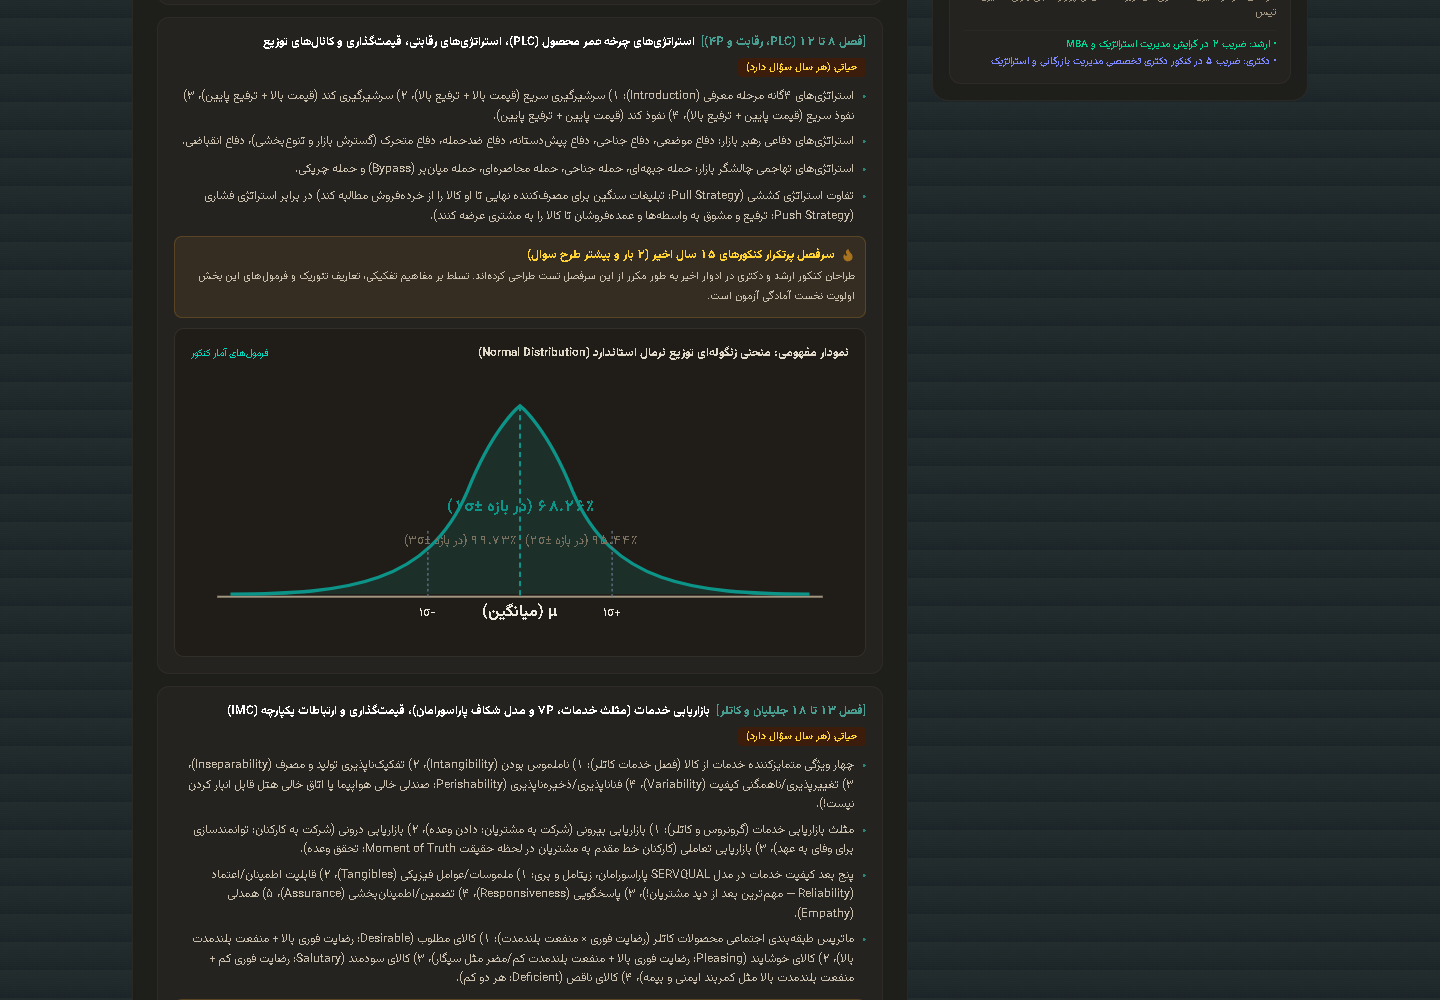 تیس
• ارشد: ضریب ۲ در گرایش مدیریت استراتژیک و MBA
• دکتری: ضریب ۵ در کنکور دکتری تخصصی مدیریت بازرگانی و استراتژیک
[فصل ۸ تا ۱۲ (PLC، رقابت و ۴P)] استراتژی‌های چرخه عمر محصول (PLC)، استراتژی‌های رقابتی، قیمت‌گذاری و کانال‌های توزیع
حیاتی (هر سال سؤال دارد)
• استراتژی‌های ۴گانه مرحله معرفی (Introduction): ۱) سرشیرگیری سریع (قیمت بالا + ترفیع بالا)، ۲) سرشیرگیری کند (قیمت بالا + ترفیع پایین)، ۳)
نفوذ سریع (قیمت پایین + ترفیع بالا)، ۴) نفوذ کند (قیمت پایین + ترفیع پایین).
• استراتژی‌های دفاعی رهبر بازار: دفاع موضعی، دفاع جناحی، دفاع پیش‌دستانه، دفاع ضدحمله، دفاع متحرک (گسترش بازار و تنوع‌بخشی)، دفاع انقباضی.
• استراتژی‌های تهاجمی چالشگر بازار: حمله جبهه‌ای، حمله جناحی، حمله محاصره‌ای، حمله میان‌بر (Bypass) و حمله چریکی.
• تفاوت استراتژی کششی (Pull Strategy: تبلیغات سنگین برای مصرف‌کننده نهایی تا او کالا را از خرده‌فروش مطالبه کند) در برابر استراتژی فشاری
(Push Strategy: ترفیع و مشوق به واسطه‌ها و عمده‌فروشان تا کالا را به مشتری عرضه کنند).
🔥 سرفصل پرتکرار کنکورهای ۱۵ سال اخیر (۲ بار و بیشتر طرح سوال)
طراحان کنکور ارشد و دکتری در ادوار اخیر به طور مکرر از این سرفصل تست طراحی کرده‌اند. تسلط بر مفاهیم تفکیکی، تعاریف تئوریک و فرمول‌های این بخش
اولویت نخست آمادگی آزمون است.
نمودار مفهومی: منحنی زنگوله‌ای توزیع نرمال استاندارد (Normal Distribution)
فرمول‌های آمار کنکور
۶۸.۲۶٪ (در بازه ±۱σ)
۹۵.۴۴٪ (در بازه ±۲σ)
۹۹.۷۳٪ (در بازه ±۳σ)
-۱σ
μ (میانگین)
+۱σ
[فصل ۱۳ تا ۱۸ جلیلیان و کاتلر] بازاریابی خدمات (مثلث خدمات، ۷P و مدل شکاف پاراسورامان)، قیمت‌گذاری و ارتباطات یکپارچه (IMC)
حیاتی (هر سال سؤال دارد)
• چهار ویژگی متمایزکننده خدمات از کالا (فصل خدمات کاتلر): ۱) ناملموس بودن (Intangibility)، ۲) تفکیک‌ناپذیری تولید و مصرف (Inseparability)،
۳) تغییرپذیری/ناهمگنی کیفیت (Variability)، ۴) فناناپذیری/ذخیره‌ناپذیری (Perishability: صندلی خالی هواپیما یا اتاق خالی هتل قابل انبار کردن
نیست!).
• مثلث بازاریابی خدمات (گرونروس و کاتلر): ۱) بازاریابی بیرونی (شرکت به مشتریان: دادن وعده)، ۲) بازاریابی درونی (شرکت به کارکنان: توانمندسازی
برای وفای به عهد)، ۳) بازاریابی تعاملی (کارکنان خط مقدم به مشتریان در لحظه حقیقت Moment of Truth: تحقق وعده).
• پنج بعد کیفیت خدمات در مدل SERVQUAL پاراسورامان، زیتامل و بری: ۱) ملموسات/عوامل فیزیکی (Tangibles)، ۲) قابلیت اطمینان/اعتماد
(Reliability — مهم‌ترین بعد از دید مشتریان!)، ۳) پاسخگویی (Responsiveness)، ۴) تضمین/اطمینان‌بخشی (Assurance)، ۵) همدلی
(Empathy).
• ماتریس طبقه‌بندی اجتماعی محصولات کاتلر (رضایت فوری × منفعت بلندمدت): ۱) کالای مطلوب (Desirable: رضایت فوری بالا + منفعت بلندمدت
بالا)، ۲) کالای خوشایند (Pleasing: رضایت فوری بالا + منفعت بلندمدت کم/مضر مثل سیگار)، ۳) کالای سودمند (Salutary: رضایت فوری کم +
منفعت بلندمدت بالا مثل کمربند ایمنی و بیمه)، ۴) کالای ناقص (Deficient: هر دو کم).